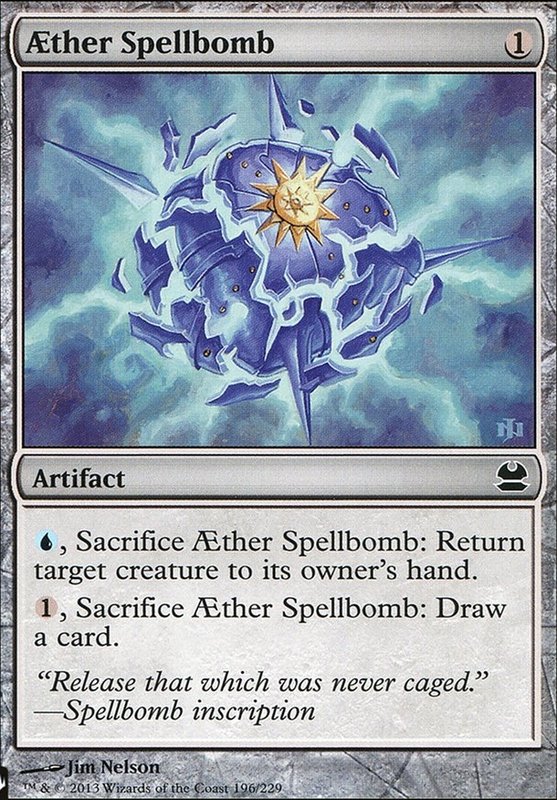 Æther Spellbomb
1
Artifact
, Sacrifice Æther Spellbomb: Return
target creature to its owner's hand.
1, Sacrifice Æther Spellbomb: Draw
a card.
“Release that which was never caged.”
—Spellbomb inscription
Jim Nelson
™ & © 2013 Wizards of the Coast 196/229